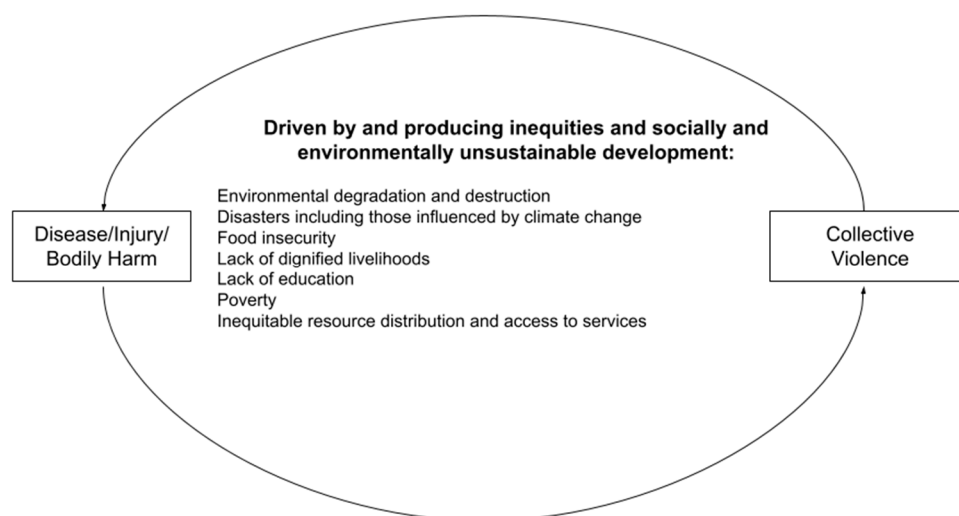 Driven by and producing inequities and socially and
environmentally unsustainable development:
Environmental degradation and destruction
Disasters including those influenced by climate change
Food insecurity
Lack of dignified livelihoods
Lack of education
Poverty
Inequitable resource distribution and access to services
Disease/Injury/
Bodily Harm
Collective
Violence